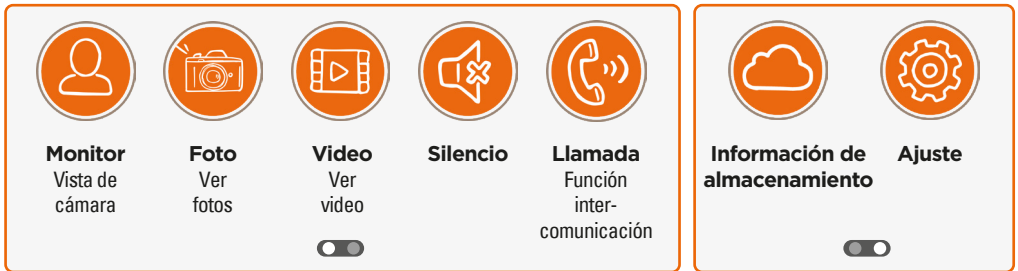 Monitor
Vista de
cámara
Foto
Ver
fotos
Video
Ver
video
Silencio
Llamada
Función
inter-
comunicación
Información de
almacenamiento
Ajuste